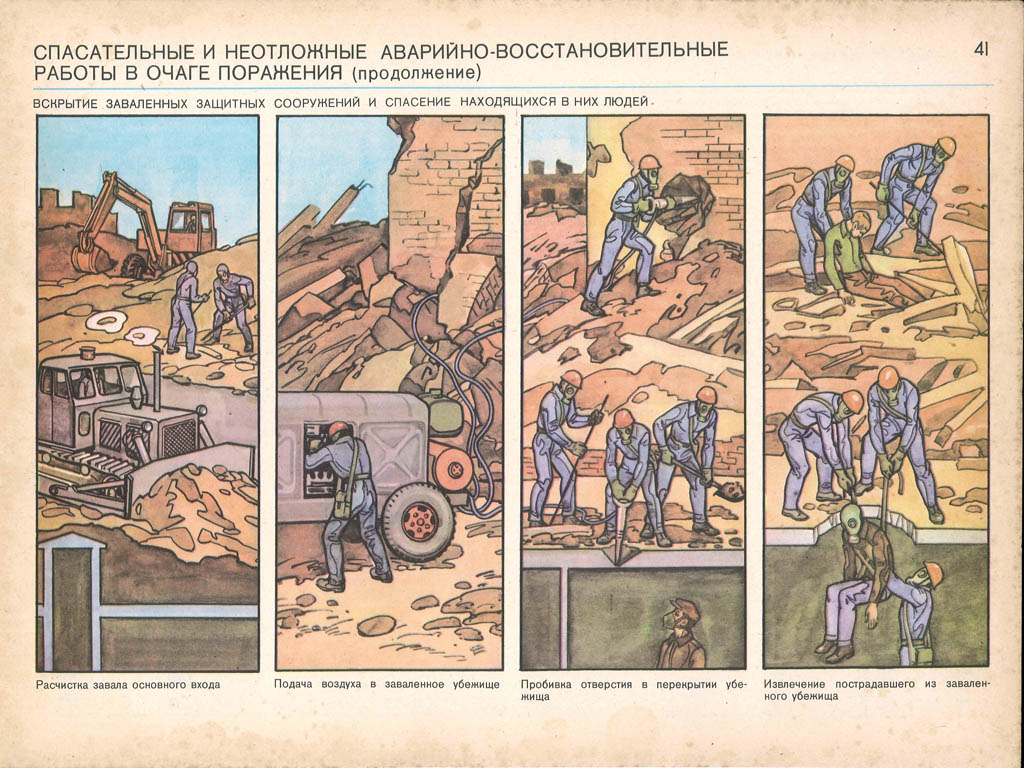 СПАСАТЕЛЬНЫЕ И НЕОТЛОЖНЫЕ АВАРИЙНО-ВОССТАНОВИТЕЛЬНЫЕ
РАБОТЫ В ОЧАГЕ ПОРАЖЕНИЯ (продолжение)
41
ВСКРЫТИЕ ЗАВАЛЕННЫХ ЗАЩИТНЫХ СООРУЖЕНИЙ И СПАСЕНИЕ НАХОДЯЩИХСЯ В НИХ ЛЮДЕЙ.
Расчистка завала основного входа
Подача воздуха в заваленное убежище
Пробивка отверстия в перекрытии убе-
жища
Извлечение пострадавшего из завален-
ного убежища